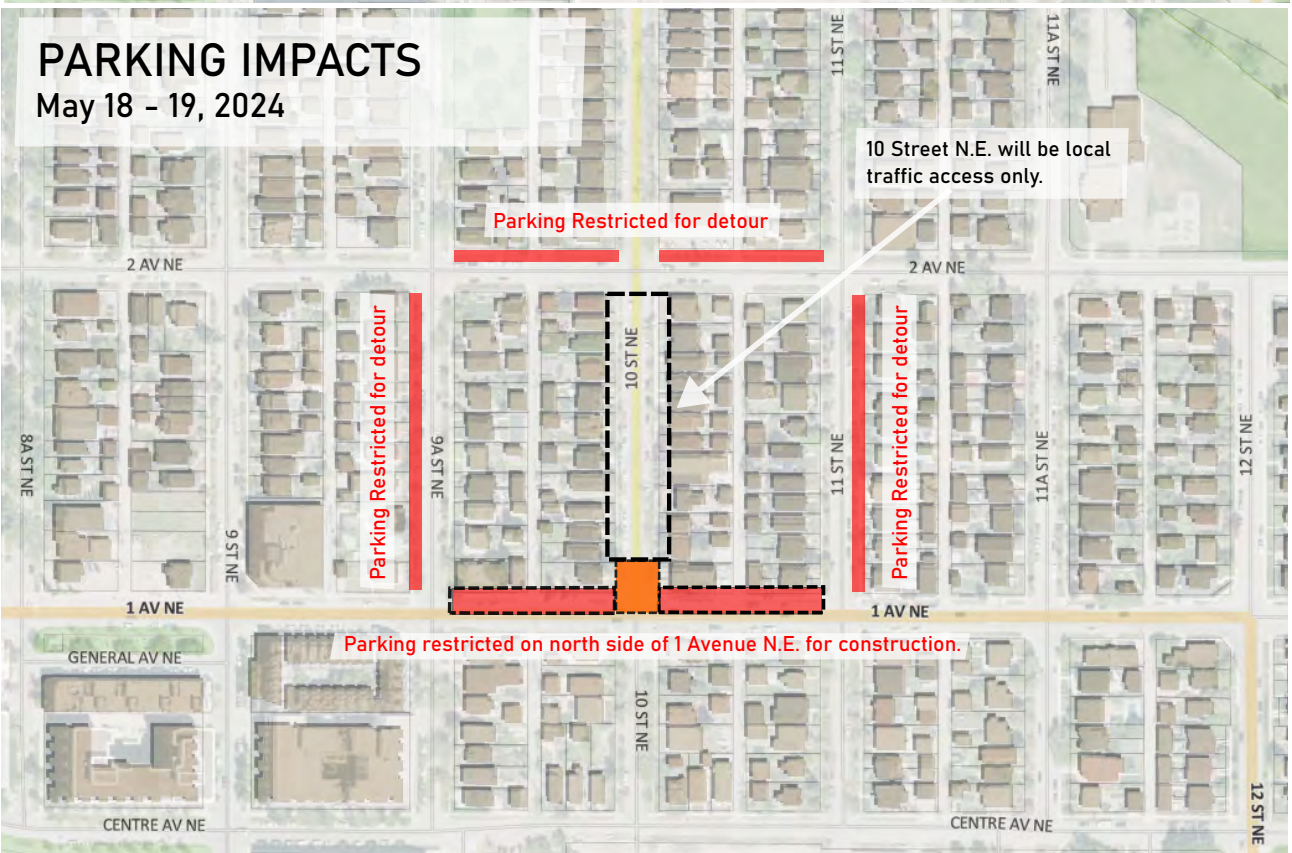 PARKING IMPACTS
May 18 - 19, 2024
11 ST NE
11A ST NE
10 Street N.E. will be local
traffic access only.
Parking Restricted for detour
2 AV NE
2 AV NE
Parking Restricted for detour
10 ST NE
Parking Restricted for detour
8A ST NE
9A ST NE
11 ST NE
11A ST NE
12 ST NE
9 ST NE
1 AV NE
1 AV NE
Parking restricted on north side of 1 Avenue N.E. for construction.
GENERAL AV NE
10 ST NE
CENTRE AV NE
CENTRE AV NE
12 ST NE